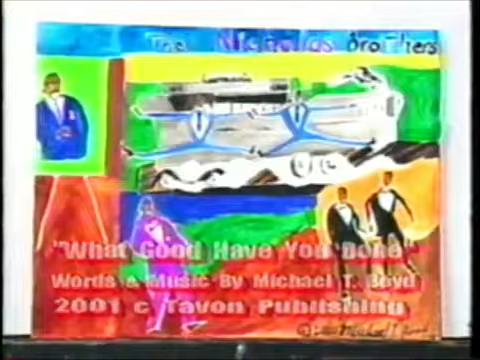 The Nicholas BroTHers
"What Good Have You Done"
Words & Music By Michael T. Boyd
2001 c Tavon Publishing